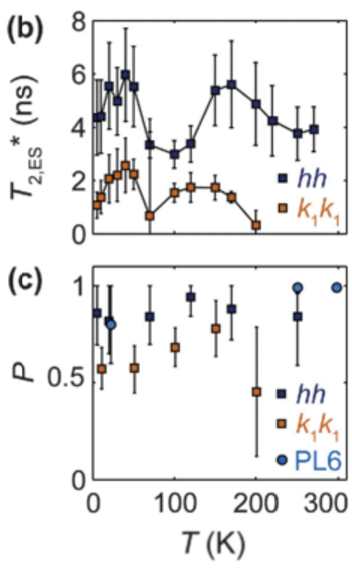 (b)
T2,ES* (ns)
8
6
4
2
0
hh
k1k1
(c)
P
1
0.5
0
hh
k1k1
PL6
0
100
200
300
T (K)